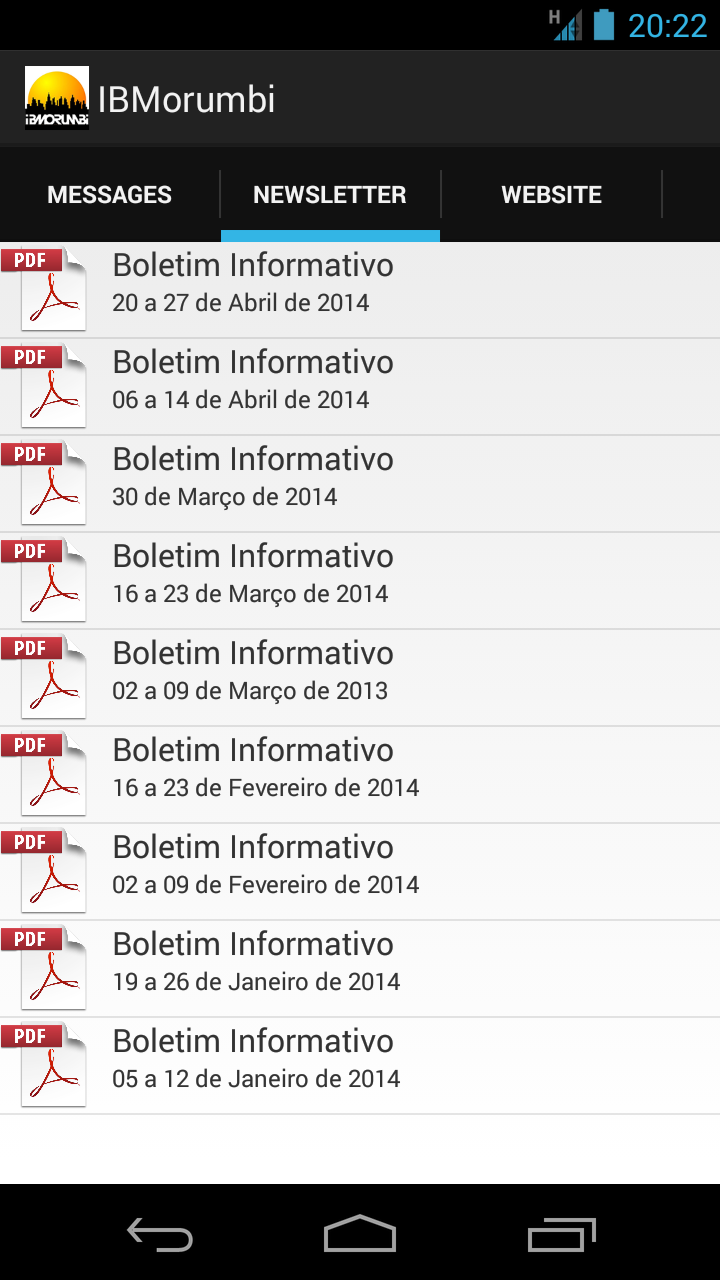 H 20:22
iBMORUMBi
IBMorumbi
MESSAGES
NEWSLETTER
WEBSITE
PDF
Boletim Informativo
20 a 27 de Abril de 2014
PDF
Boletim Informativo
06 a 14 de Abril de 2014
PDF
Boletim Informativo
30 de Março de 2014
PDF
Boletim Informativo
16 a 23 de Março de 2014
PDF
Boletim Informativo
02 a 09 de Março de 2013
PDF
Boletim Informativo
16 a 23 de Fevereiro de 2014
PDF
Boletim Informativo
02 a 09 de Fevereiro de 2014
PDF
Boletim Informativo
19 a 26 de Janeiro de 2014
PDF
Boletim Informativo
05 a 12 de Janeiro de 2014